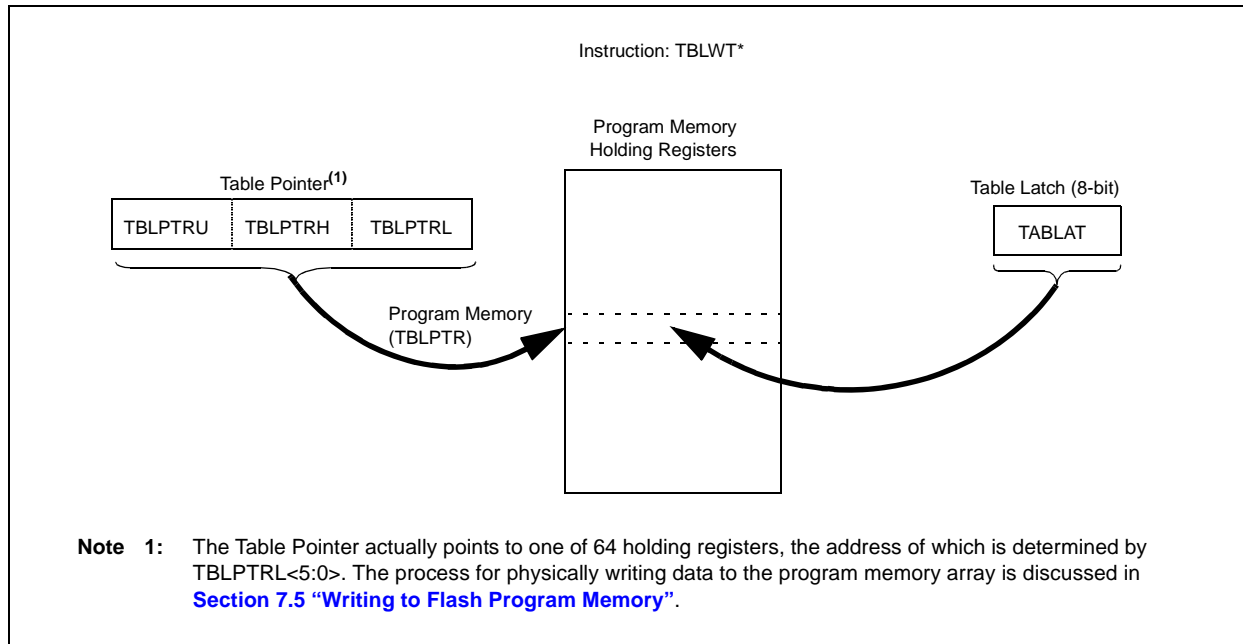 Instruction: TBLWT*
Program Memory
Holding Registers
Table Pointer(1)
Table Latch (8-bit)
TBLPTRU TBLPTRH TBLPTRL
TABLAT
Program Memory
(TBLPTR)
Note 1: The Table Pointer actually points to one of 64 holding registers, the address of which is determined by
TBLPTRL<5:0>. The process for physically writing data to the program memory array is discussed in
Section 7.5 “Writing to Flash Program Memory”.